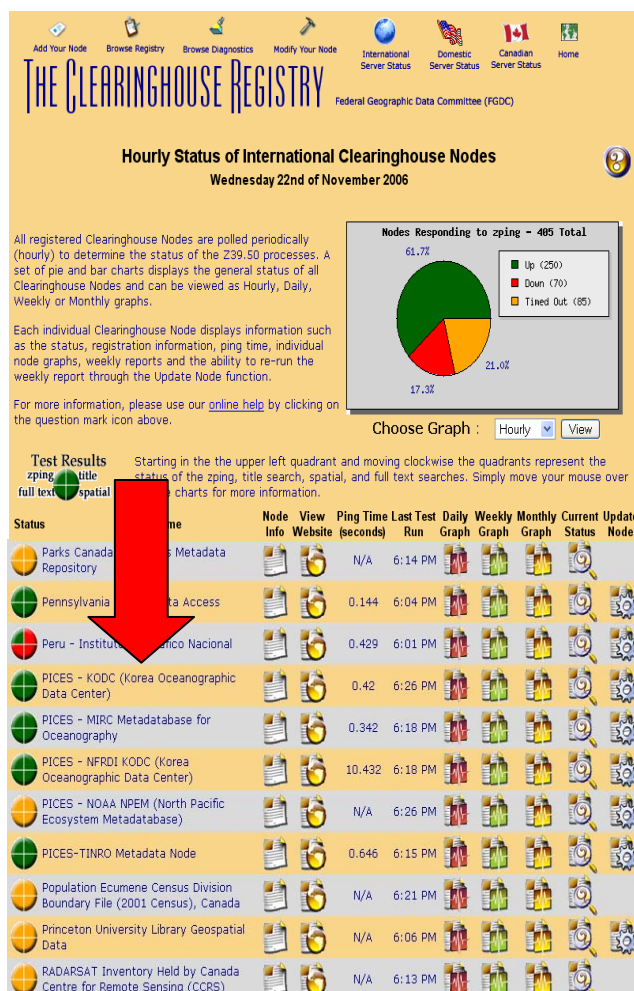 Add Your Node Browse Registry Browse Diagnostics Modify Your Node International Server Status Domestic Server Status Canadian Server Status Home
THE CLEARINGHOUSE REGISTRY
Federal Geographic Data Committee (FGDC)
Hourly Status of International Clearinghouse Nodes
Wednesday 22nd of November 2006
All registered Clearinghouse Nodes are polled periodically
(hourly) to determine the status of the Z39.50 processes. A
set of pie and bar charts displays the general status of all
Clearinghouse Nodes and can be viewed as Hourly, Daily,
Weekly or Monthly graphs.
Each individual Clearinghouse Node displays information such
as the status, registration information, ping time, individual
node graphs, weekly reports and the ability to re-run the
weekly report through the Update Node function.
For more information, please use our online help by clicking on
the question mark icon above.
Nodes Responding to zping - 405 Total
61.7%
Up (250)
Down (70)
Timed Out (85)
21.0%
17.3%
Choose Graph : Hourly View
Test Results
zping title
full text spatial
Starting in the the upper left quadrant and moving clockwise the quadrants represent the
status of the zping, title search, spatial, and full text searches. Simply move your mouse over
charts for more information.
Status Node Info View Website Ping Time (seconds) Last Test Run Daily Graph Weekly Graph Monthly Graph Current Status Update Node
Parks Canada Metadata
Repository N/A 6:14 PM
Pennsylvania Access 0.144 6:04 PM
Peru - Nacional 0.429 6:01 PM
PICES - KODC (Korea Oceanographic
Data Center) 0.42 6:26 PM
PICES - MIRC Metadatabase for
Oceanography 0.342 6:18 PM
PICES - NFRDI KODC (Korea
Oceanographic Data Center) 10.432 6:18 PM
PICES - NOAA NPEM (North Pacific
Ecosystem Metadatabase) N/A 6:26 PM
PICES-TINRO Metadata Node 0.646 6:15 PM
Population Ecumene Census Division
Boundary File (2001 Census), Canada N/A 6:21 PM
Princeton University Library Geospatial
Data N/A 6:06 PM
RADARSAT Inventory Held by Canada
Centre for Remote Sensing (CCRS) N/A 6:13 PM